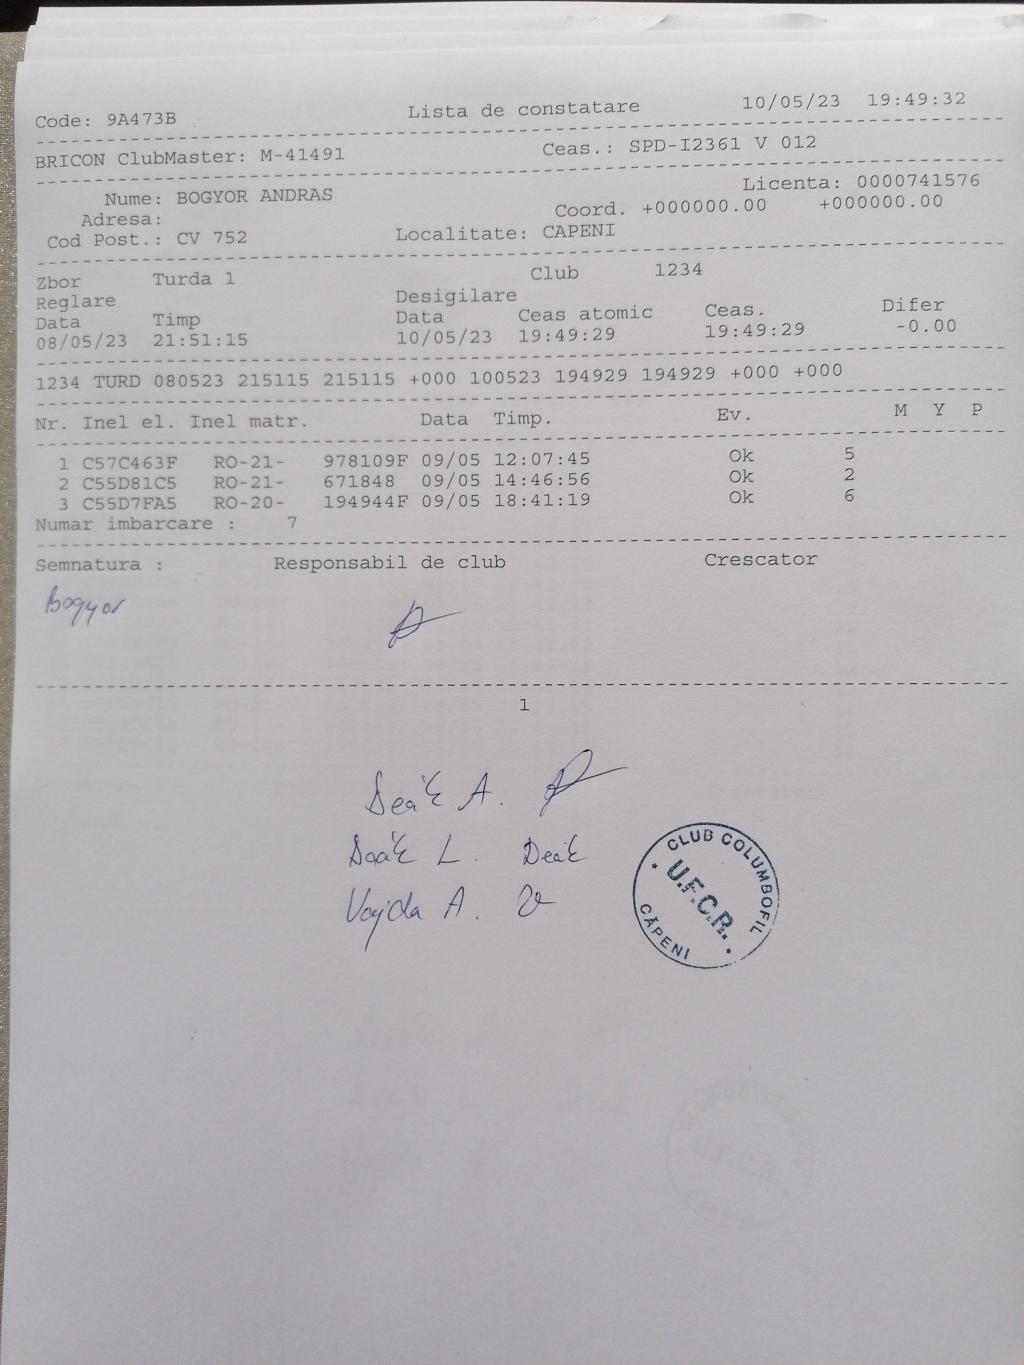 Code: 9A473B Lista de constatare 10/05/23 19:49:32
BRICON ClubMaster: M-41491 Ceas.: SPD-I2361 V 012
Nume: BOGYOR ANDRAS Licenta: 0000741576
Adresa: Coord. +000000.00 +000000.00
Cod Post.: CV 752 Localitate: CAPENI
Zbor Turda 1 Club 1234
Reglare Desigilare
Data Timp Data Ceas atomic Ceas. Difer
08/05/23 21:51:15 10/05/23 19:49:29 19:49:29 -0.00
1234 TURD 080523 215115 215115 +000 100523 194929 194929 +000 +000
Nr. Inel el. Inel matr. Data Timp. Ev. M Y P
1 C57C463F RO-21- 978109F 09/05 12:07:45 Ok 5
2 C55D81C5 RO-21- 671848 09/05 14:46:56 Ok 2
3 C55D7FA5 RO-20- 194944F 09/05 18:41:19 Ok 6
Numar imbarcare : 7
Semnatura : Responsabil de club Crescator
Bogyor
1
Deák A.
Deák L. Deák
Vajda A.
CLUB COLUMBOFIL
U.F.C.R.
CĂPENI